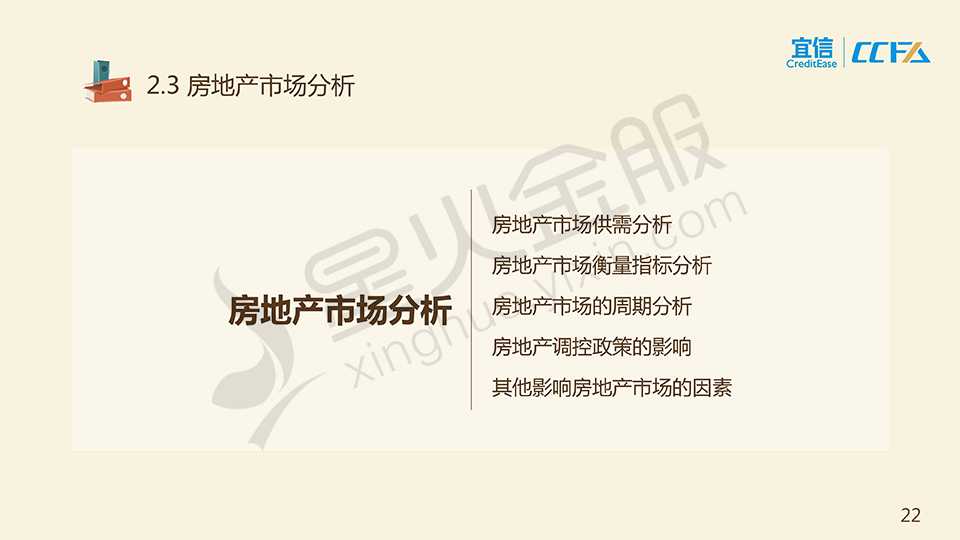 宜信
CreditEase
CCFA
2.3 房地产市场分析
星火金服
xinghuo.yixin.com
房地产市场分析
房地产市场供需分析
房地产市场衡量指标分析
房地产市场的周期分析
房地产调控政策的影响
其他影响房地产市场的因素
22